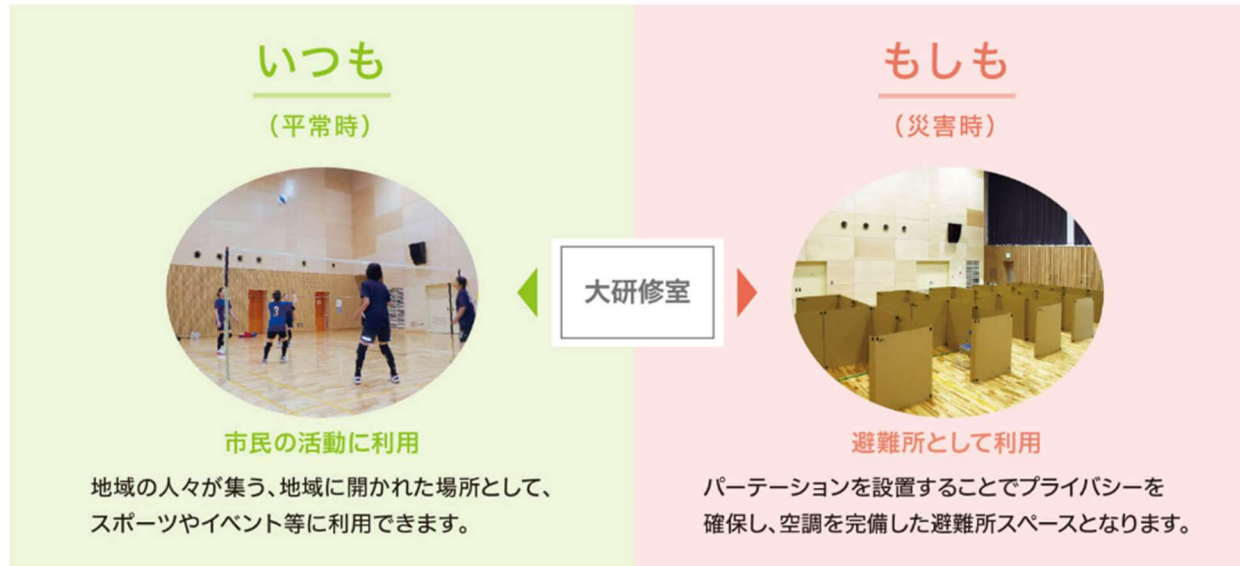 いつも
（平常時）
市民の活動に利用
地域の人々が集う、地域に開かれた場所として、
スポーツやイベント等に利用できます。
大研修室
もしも
（災害時）
避難所として利用
パーテーションを設置することでプライバシーを
確保し、空調を完備した避難所スペースとなります。
3